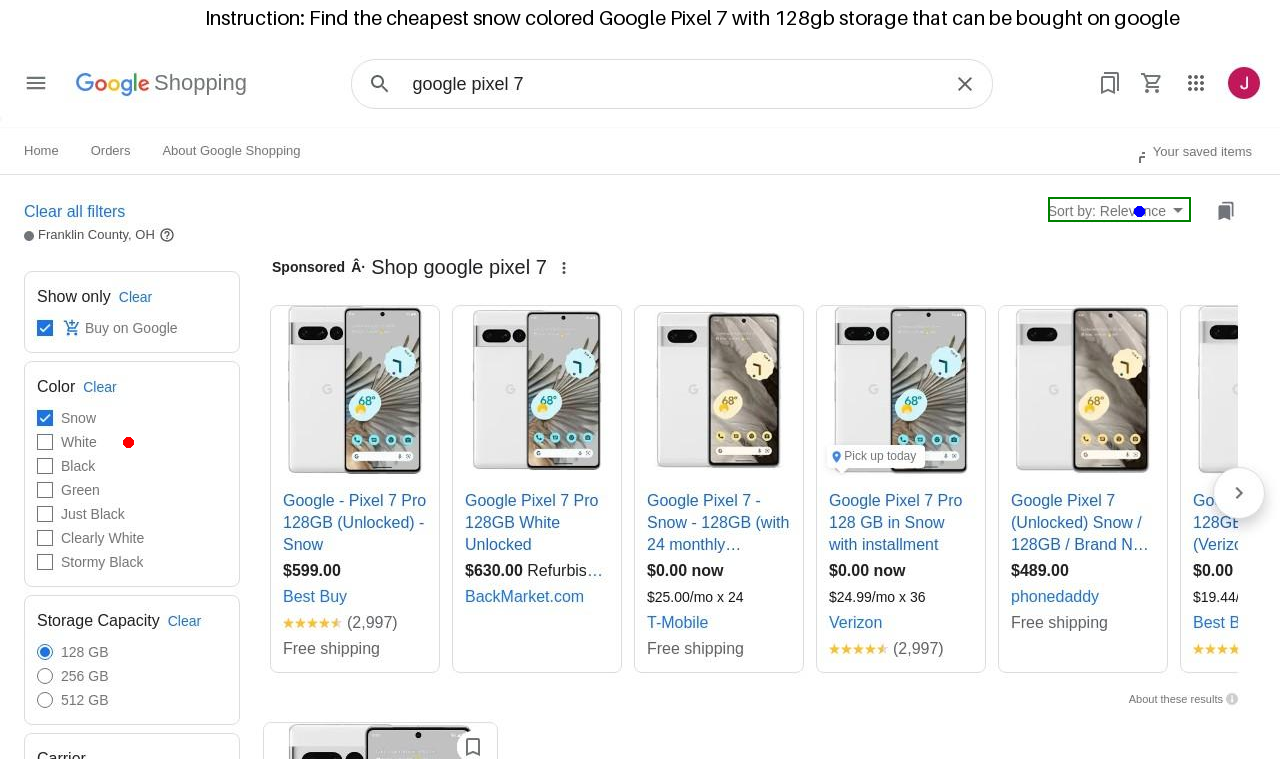 Instruction: Find the cheapest snow colored Google Pixel 7 with 128gb storage that can be bought on google
Google Shopping
google pixel 7
J
Home
Orders
About Google Shopping
Your saved items
Clear all filters
Franklin County, OH
Sort by: Relevance
Sponsored Â· Shop google pixel 7
Show only Clear
Buy on Google
Color Clear
Snow
White
Black
Green
Just Black
Clearly White
Stormy Black
Storage Capacity Clear
128 GB
256 GB
512 GB
Carrier
Google - Pixel 7 Pro
128GB (Unlocked) -
Snow
$599.00
Best Buy
(2,997)
Free shipping
Google Pixel 7 Pro
128GB White
Unlocked
$630.00 Refurbis…
BackMarket.com
Google Pixel 7 -
Snow - 128GB (with
24 monthly…
$0.00 now
$25.00/mo x 24
T-Mobile
Free shipping
Pick up today
Google Pixel 7 Pro
128 GB in Snow
with installment
$0.00 now
$24.99/mo x 36
Verizon
(2,997)
Google Pixel 7
(Unlocked) Snow /
128GB / Brand N…
$489.00
phonedaddy
Free shipping
128GB
$0.00
$19.44/
Best B
About these results